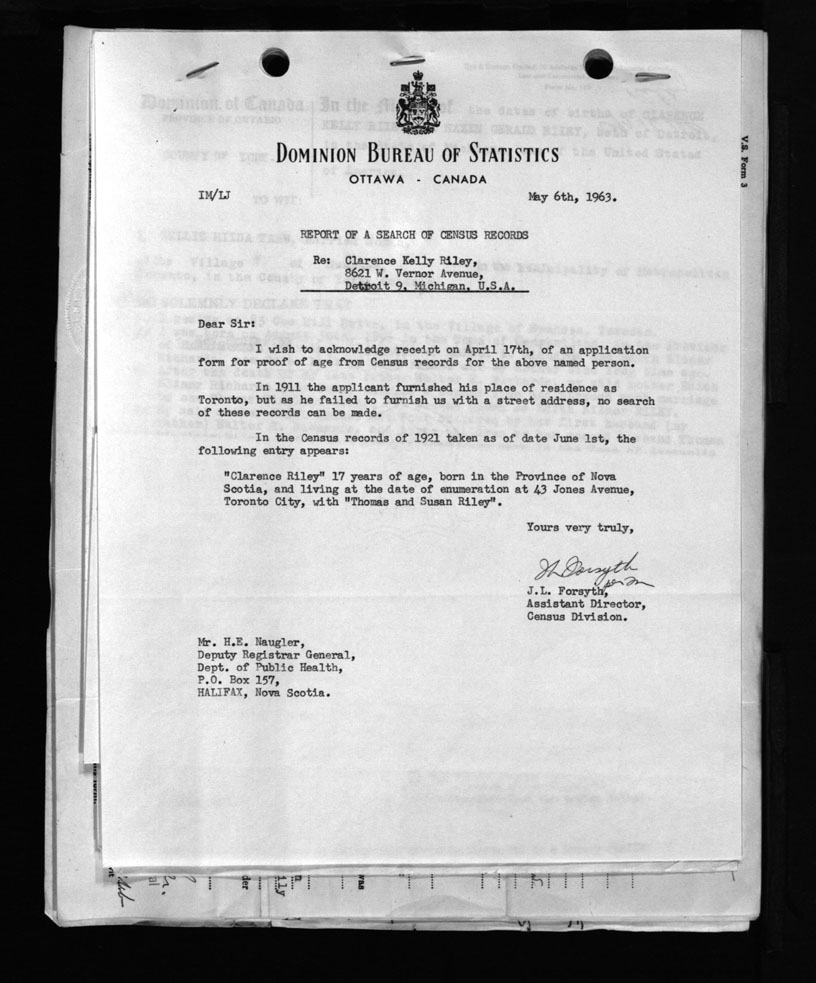 DOMINION BUREAU OF STATISTICS
OTTAWA - CANADA
IM/LJ
May 6th, 1963.
V.S. Form 3
REPORT OF A SEARCH OF CENSUS RECORDS
Re: Clarence Kelly Riley,
8621 W. Vernor Avenue,
Detroit 9, Michigan, U.S.A.
Dear Sir:
I wish to acknowledge receipt on April 17th, of an application
form for proof of age from Census records for the above named person.
In 1911 the applicant furnished his place of residence as
Toronto, but as he failed to furnish us with a street address, no search
of these records can be made.
In the Census records of 1921 taken as of date June 1st, the
following entry appears:
"Clarence Riley" 17 years of age, born in the Province of Nova
Scotia, and living at the date of enumeration at 43 Jones Avenue,
Toronto City, with "Thomas and Susan Riley".
Yours very truly,
J L Forsyth
J.L. Forsyth,
Assistant Director,
Census Division.
Mr. H.E. Naugler,
Deputy Registrar General,
Dept. of Public Health,
P.O. Box 157,
HALIFAX, Nova Scotia.